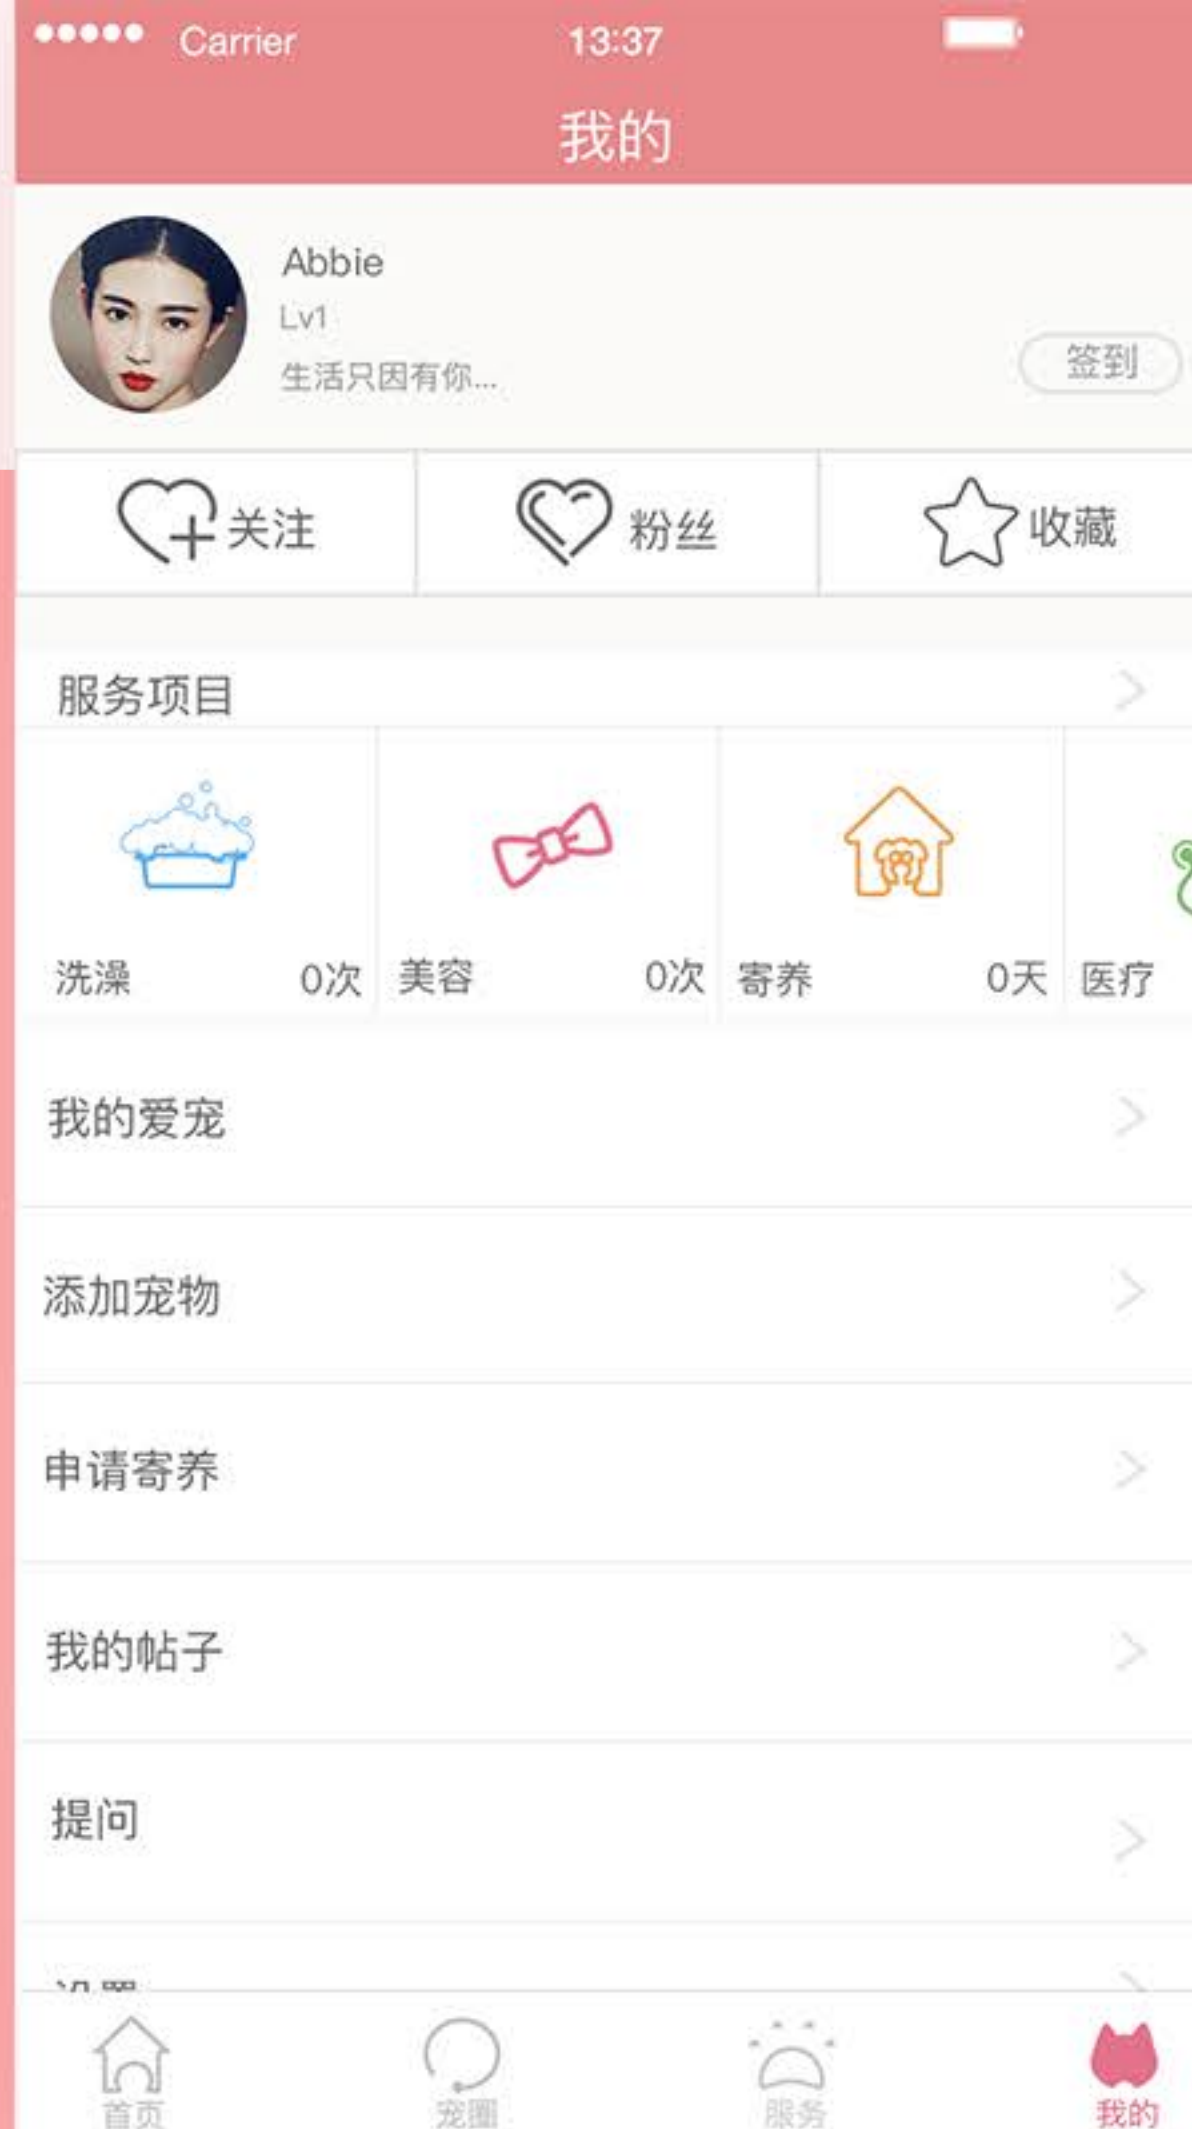 Carrier 13:37
我的
Abbie
Lv1
生活只因有你...
签到
关注 粉丝 收藏
服务项目
洗澡 0次 美容 0次 寄养 0天 医疗
我的爱宠
添加宠物
申请寄养
我的帖子
提问
首页 宠圈 服务 我的